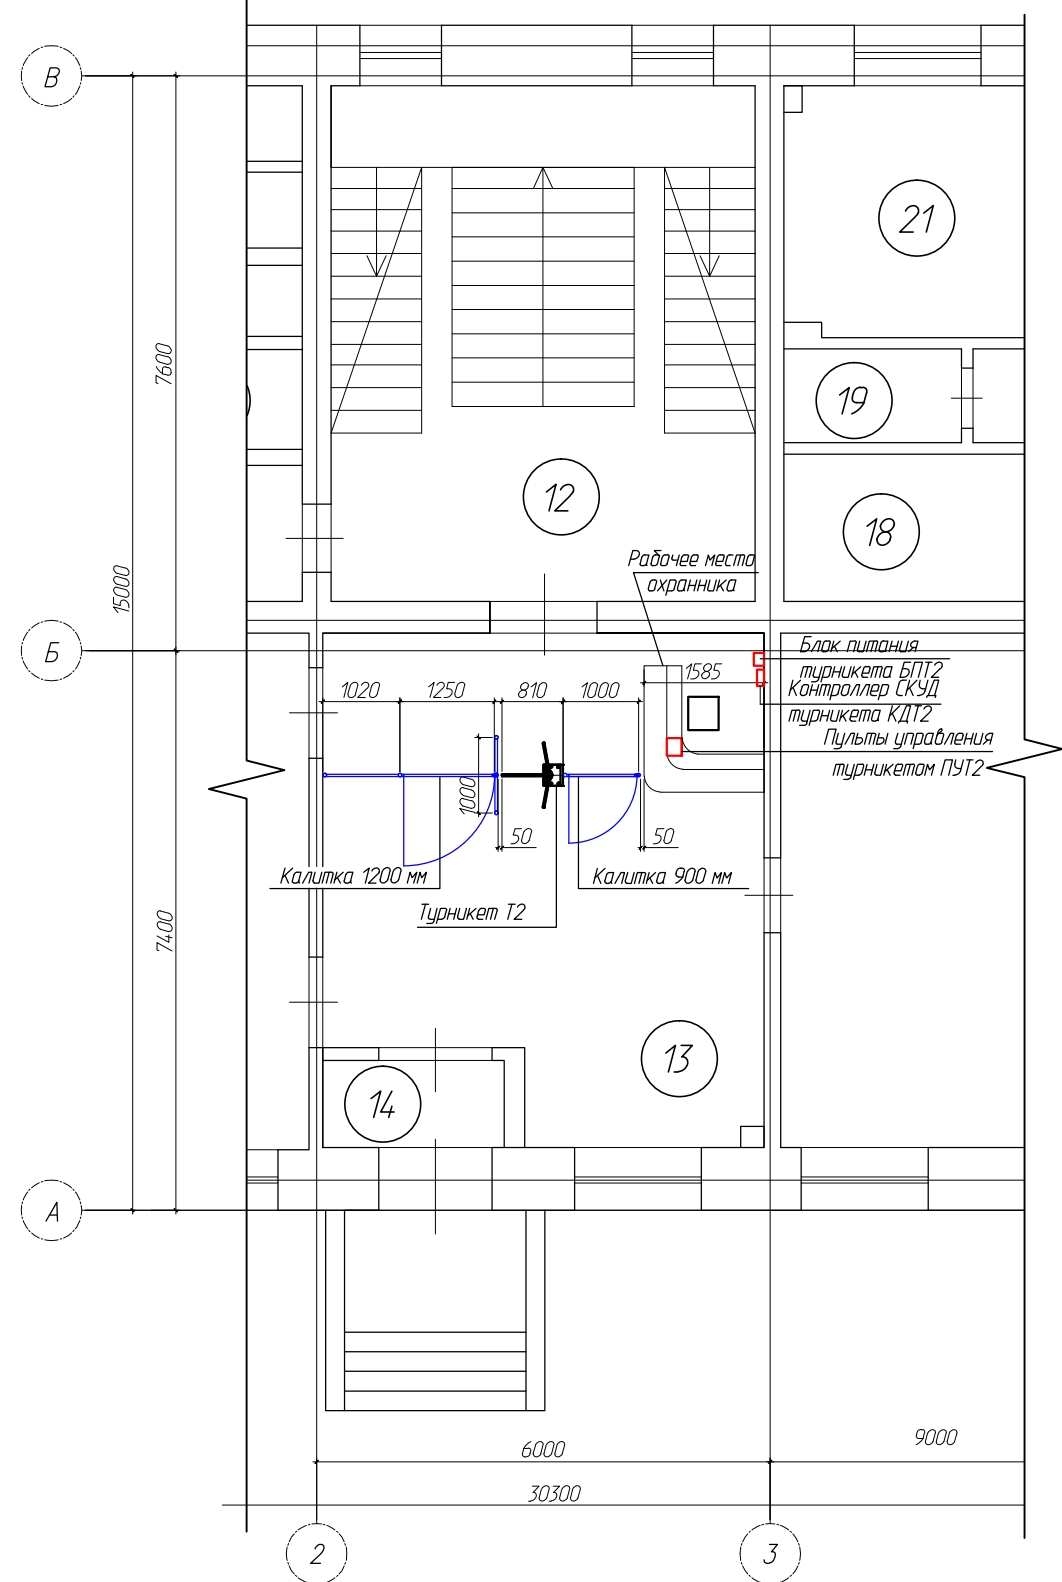 В
21
7600
19
12
18
Рабочее место
охранника
15000
Б
Блок питания
турникета БПТ2
1585
Контроллер СКУД
турникета КДТ2
1020
1250
810
1000
Пульты управления
турникетом ПУТ2
1000
50
50
Калитка 1200 мм
Калитка 900 мм
Турникет Т2
7400
13
14
А
6000
9000
30300
2
3